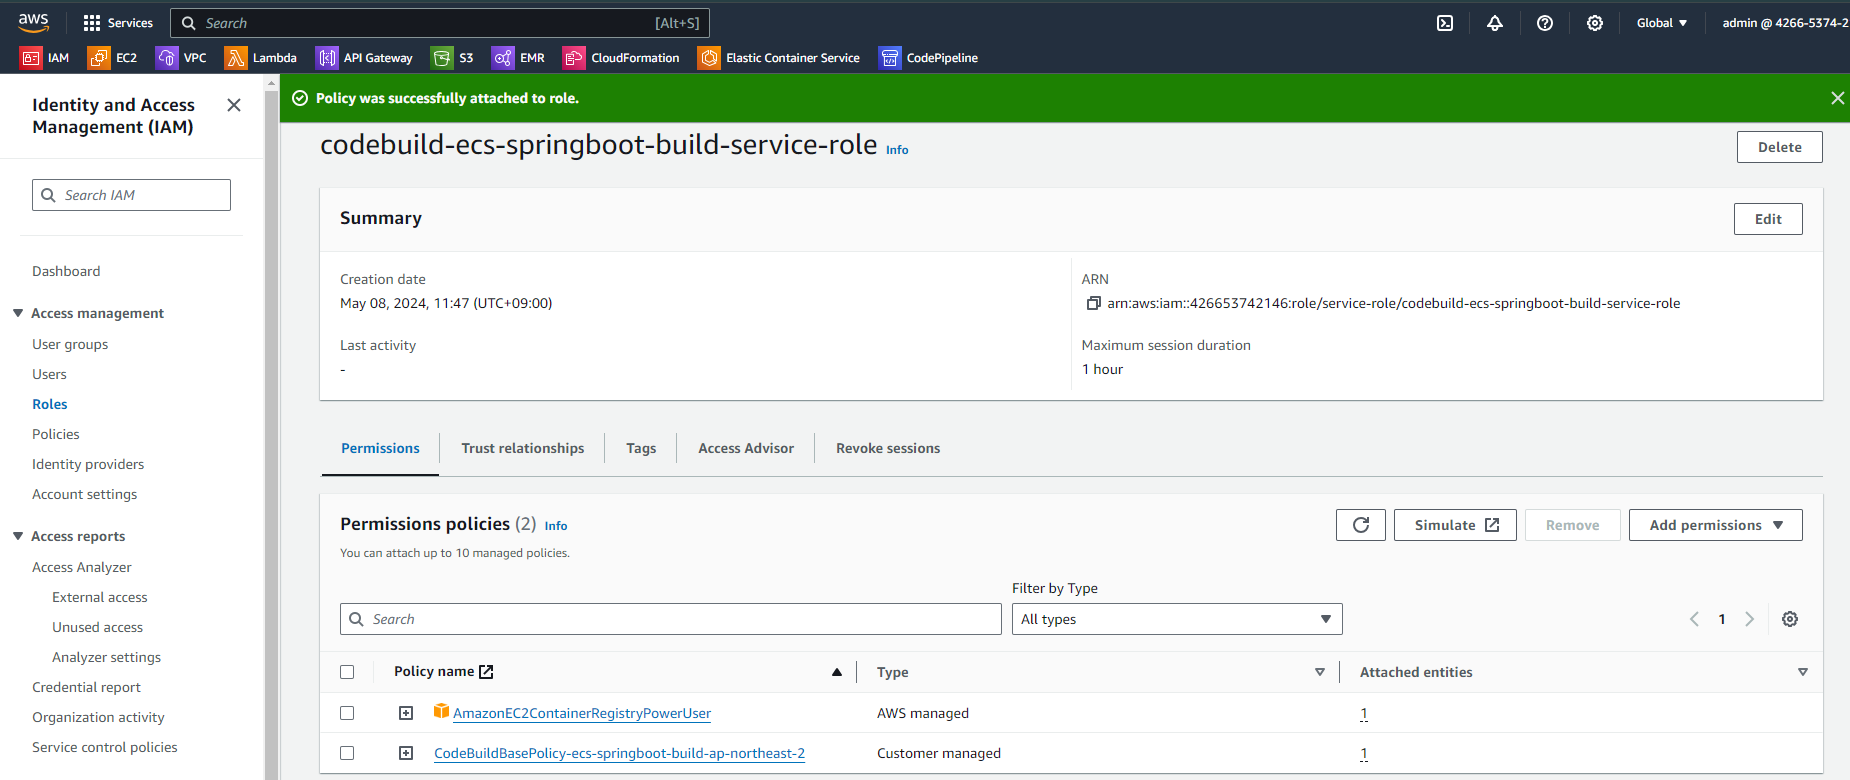 aws
Services
Search
[Alt+S]
Global
admin @ 4266-5374-2
IAM
EC2
VPC
Lambda
API Gateway
S3
EMR
CloudFormation
Elastic Container Service
CodePipeline
Identity and Access
Management (IAM)
Search IAM
Dashboard
Access management
User groups
Users
Roles
Policies
Identity providers
Account settings
Access reports
Access Analyzer
External access
Unused access
Analyzer settings
Credential report
Organization activity
Service control policies
Policy was successfully attached to role.
codebuild-ecs-springboot-build-service-role Info
Delete
Summary
Edit
Creation date
May 08, 2024, 11:47 (UTC+09:00)
ARN
arn:aws:iam::426653742146:role/service-role/codebuild-ecs-springboot-build-service-role
Last activity
-
Maximum session duration
1 hour
Permissions
Trust relationships
Tags
Access Advisor
Revoke sessions
Permissions policies (2) Info
You can attach up to 10 managed policies.
Simulate
Remove
Add permissions
Filter by Type
Search
All types
1
Policy name
Type
Attached entities
AmazonEC2ContainerRegistryPowerUser
AWS managed
1
CodeBuildBasePolicy-ecs-springboot-build-ap-northeast-2
Customer managed
1